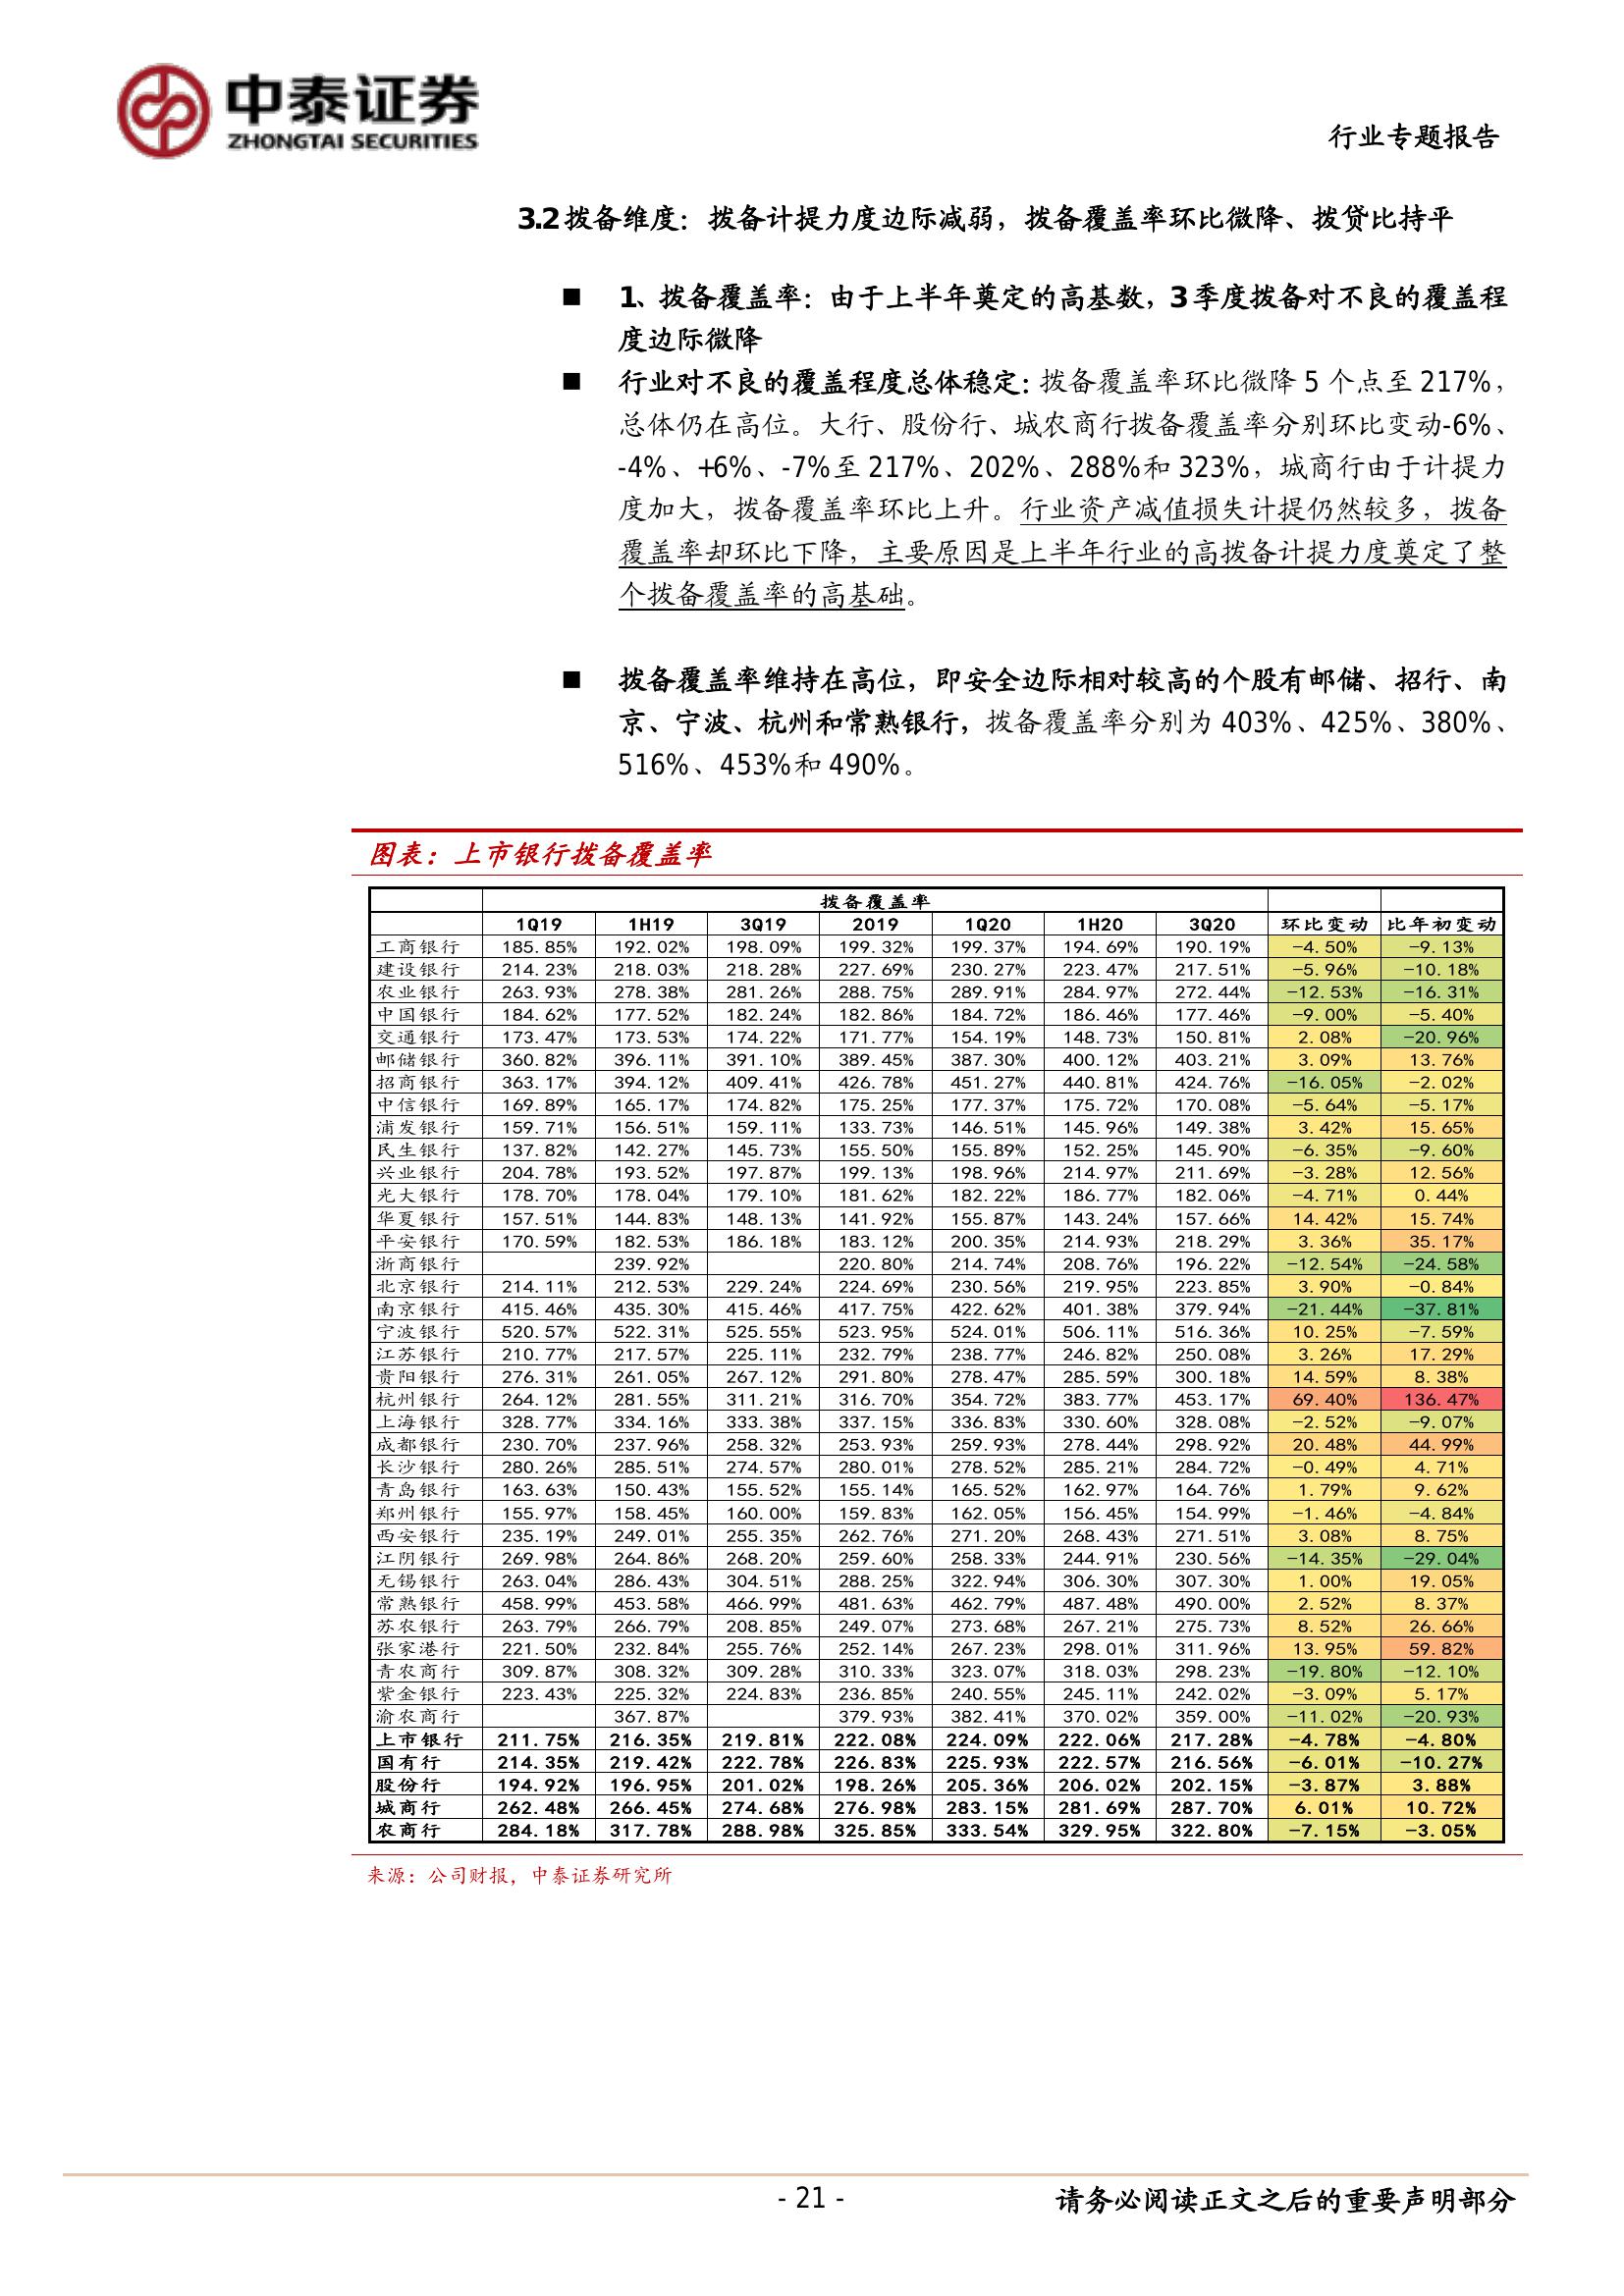 中泰证券
ZHONGTAI SECURITIES
行业专题报告
3.2 拨备维度：拨备计提力度边际减弱，拨备覆盖率环比微降、拨贷比持平
■ 1、拨备覆盖率：由于上半年奠定的高基数，3 季度拨备对不良的覆盖程
度边际微降
■ 行业对不良的覆盖程度总体稳定：拨备覆盖率环比微降 5 个点至 217%，
总体仍在高位。大行、股份行、城农商行拨备覆盖率分别环比变动-6%、
-4%、+6%、-7%至 217%、202%、288%和 323%，城商行由于计提力
度加大，拨备覆盖率环比上升。行业资产减值损失计提仍然较多，拨备
覆盖率却环比下降，主要原因是上半年行业的高拨备计提力度奠定了整
个拨备覆盖率的高基础。
■ 拨备覆盖率维持在高位，即安全边际相对较高的个股有邮储、招行、南
京、宁波、杭州和常熟银行，拨备覆盖率分别为 403%、425%、380%、
516%、453%和 490%。
图表：上市银行拨备覆盖率
拨备覆盖率
1Q19 1H19 3Q19 2019 1Q20 1H20 3Q20 环比变动 比年初变动
工商银行 185.85% 192.02% 198.09% 199.32% 199.37% 194.69% 190.19% -4.50% -9.13%
建设银行 214.23% 218.03% 218.28% 227.69% 230.27% 223.47% 217.51% -5.96% -10.18%
农业银行 263.93% 278.38% 281.26% 288.75% 289.91% 284.97% 272.44% -12.53% -16.31%
中国银行 184.62% 177.52% 182.24% 182.86% 184.72% 186.46% 177.46% -9.00% -5.40%
交通银行 173.47% 173.53% 174.22% 171.77% 154.19% 148.73% 150.81% 2.08% -20.96%
邮储银行 360.82% 396.11% 391.10% 389.45% 387.30% 400.12% 403.21% 3.09% 13.76%
招商银行 363.17% 394.12% 409.41% 426.78% 451.27% 440.81% 424.76% -16.05% -2.02%
中信银行 169.89% 165.17% 174.82% 175.25% 177.37% 175.72% 170.08% -5.64% -5.17%
浦发银行 159.71% 156.51% 159.11% 133.73% 146.51% 145.96% 149.38% 3.42% 15.65%
民生银行 137.82% 142.27% 145.73% 155.50% 155.89% 152.25% 145.90% -6.35% -9.60%
兴业银行 204.78% 193.52% 197.87% 199.13% 198.96% 214.97% 211.69% -3.28% 12.56%
光大银行 178.70% 178.04% 179.10% 181.62% 182.22% 186.77% 182.06% -4.71% 0.44%
华夏银行 157.51% 144.83% 148.13% 141.92% 155.87% 143.24% 157.66% 14.42% 15.74%
平安银行 170.59% 182.53% 186.18% 183.12% 200.35% 214.93% 218.29% 3.36% 35.17%
浙商银行 239.92% 220.80% 214.74% 208.76% 196.22% -12.54% -24.58%
北京银行 214.11% 212.53% 229.24% 224.69% 230.56% 219.95% 223.85% 3.90% -0.84%
南京银行 415.46% 435.30% 415.46% 417.75% 422.62% 401.38% 379.94% -21.44% -37.81%
宁波银行 520.57% 522.31% 525.55% 523.95% 524.01% 506.11% 516.36% 10.25% -7.59%
江苏银行 210.77% 217.57% 225.11% 232.79% 238.77% 246.82% 250.08% 3.26% 17.29%
贵阳银行 276.31% 261.05% 267.12% 291.80% 278.47% 285.59% 300.18% 14.59% 8.38%
杭州银行 264.12% 281.55% 311.21% 316.70% 354.72% 383.77% 453.17% 69.40% 136.47%
上海银行 328.77% 334.16% 333.38% 337.15% 336.83% 330.60% 328.08% -2.52% -9.07%
成都银行 230.70% 237.96% 258.32% 253.93% 259.93% 278.44% 298.92% 20.48% 44.99%
长沙银行 280.26% 285.51% 274.57% 280.01% 278.52% 285.21% 284.72% -0.49% 4.71%
青岛银行 163.63% 150.43% 155.52% 155.14% 165.52% 162.97% 164.76% 1.79% 9.62%
郑州银行 155.97% 158.45% 160.00% 159.83% 162.05% 156.45% 154.99% -1.46% -4.84%
西安银行 235.19% 249.01% 255.35% 262.76% 271.20% 268.43% 271.51% 3.08% 8.75%
江阴银行 269.98% 264.86% 268.20% 259.60% 258.33% 244.91% 230.56% -14.35% -29.04%
无锡银行 263.04% 286.43% 304.51% 288.25% 322.94% 306.30% 307.30% 1.00% 19.05%
常熟银行 458.99% 453.58% 466.99% 481.63% 462.79% 487.48% 490.00% 2.52% 8.37%
苏农银行 263.79% 266.79% 208.85% 249.07% 273.68% 267.21% 275.73% 8.52% 26.66%
张家港行 221.50% 232.84% 255.76% 252.14% 267.23% 298.01% 311.96% 13.95% 59.82%
青农商行 309.87% 308.32% 309.28% 310.33% 323.07% 318.03% 298.23% -19.80% -12.10%
紫金银行 223.43% 225.32% 224.83% 236.85% 240.55% 245.11% 242.02% -3.09% 5.17%
渝农商行 367.87% 379.93% 382.41% 370.02% 359.00% -11.02% -20.93%
上市银行 211.75% 216.35% 219.81% 222.08% 224.09% 222.06% 217.28% -4.78% -4.80%
国有行 214.35% 219.42% 222.78% 226.83% 225.93% 222.57% 216.56% -6.01% -10.27%
股份行 194.92% 196.95% 201.02% 198.26% 205.36% 206.02% 202.15% -3.87% 3.88%
城商行 262.48% 266.45% 274.68% 276.98% 283.15% 281.69% 287.70% 6.01% 10.72%
农商行 284.18% 317.78% 288.98% 325.85% 333.54% 329.95% 322.80% -7.15% -3.05%
来源：公司财报，中泰证券研究所
- 21 -
请务必阅读正文之后的重要声明部分